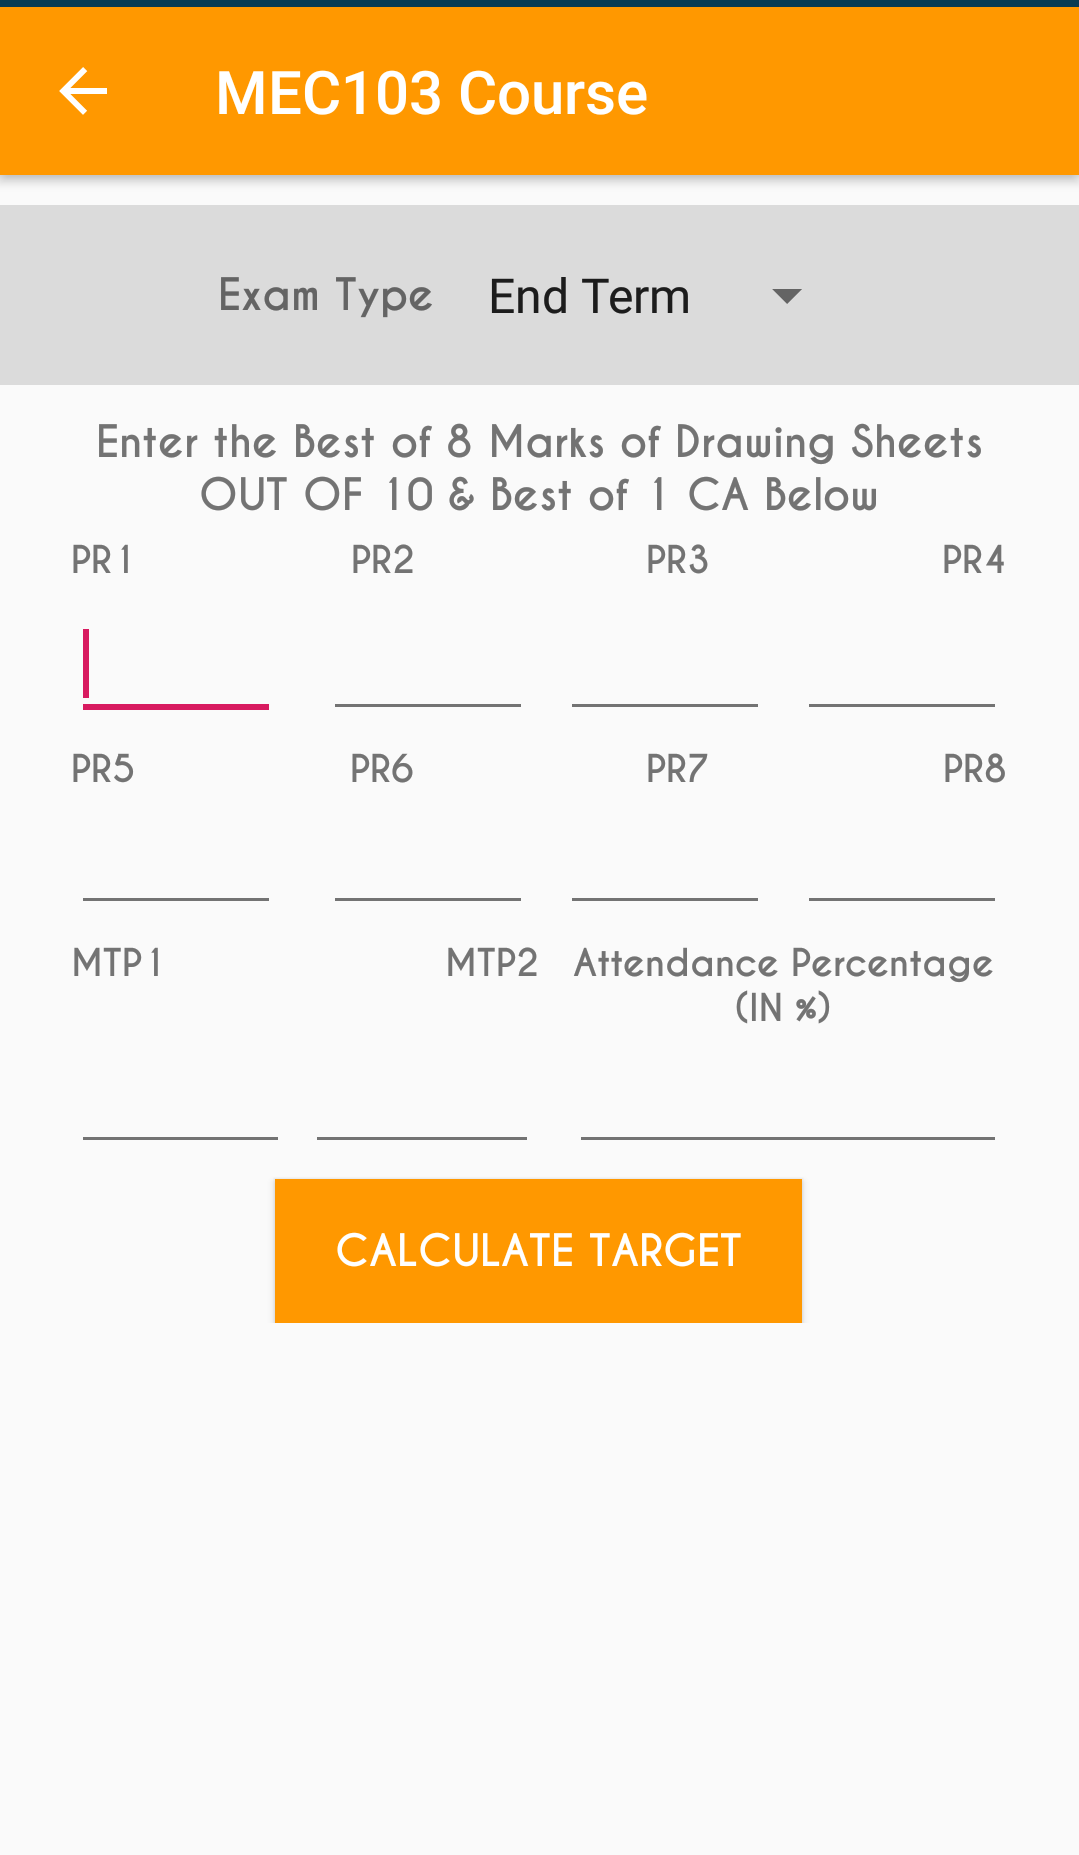 MEC103 Course
Exam Type End Term
Enter the Best of 8 Marks of Drawing Sheets
OUT OF 10 & Best of 1 CA Below
PR1 PR2 PR3 PR4
PR5 PR6 PR7 PR8
MTP1 MTP2 Attendance Percentage
(IN %)
CALCULATE TARGET